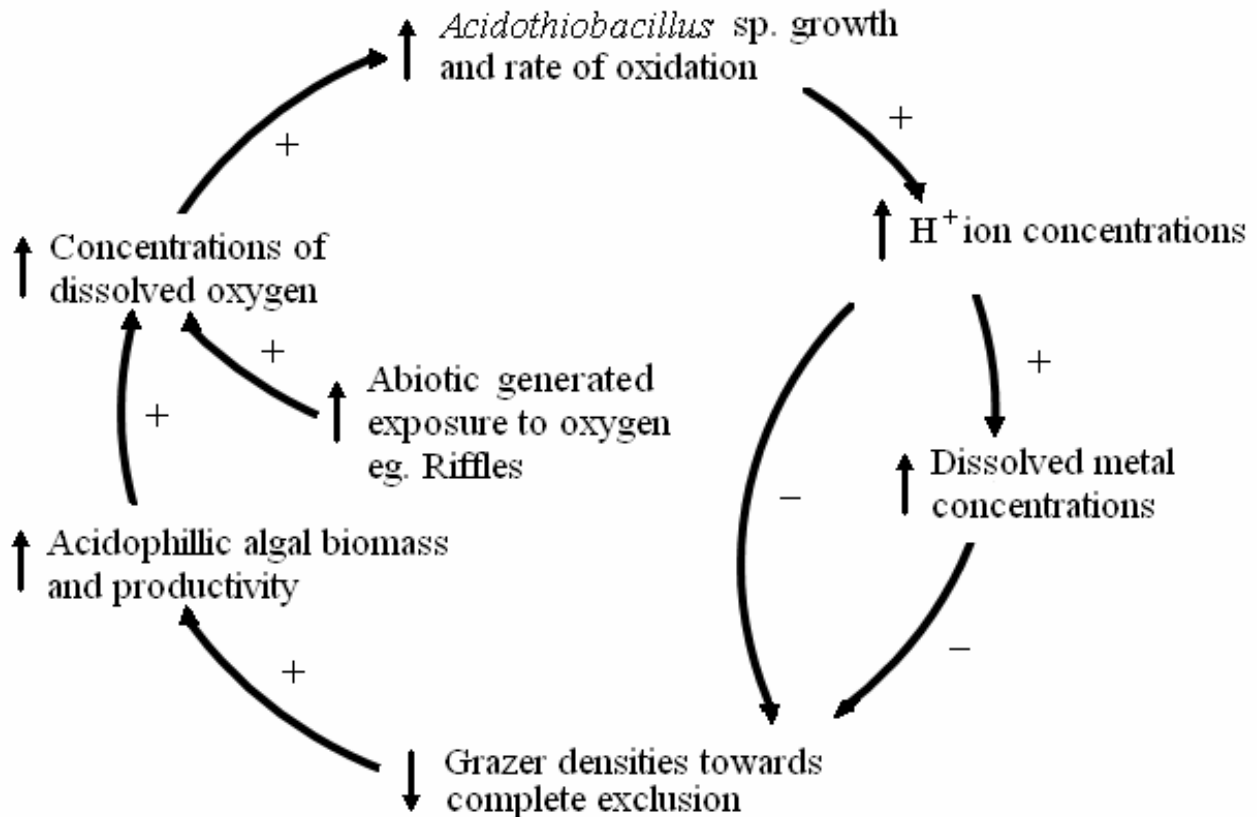 Acidothiobacillus sp. growth
and rate of oxidation
+
+
H+ ion concentrations
Concentrations of
dissolved oxygen
+
Abiotic generated
exposure to oxygen
eg. Riffles
+
+
Dissolved metal
concentrations
−
Acidophillic algal biomass
and productivity
−
+
Grazer densities towards
complete exclusion